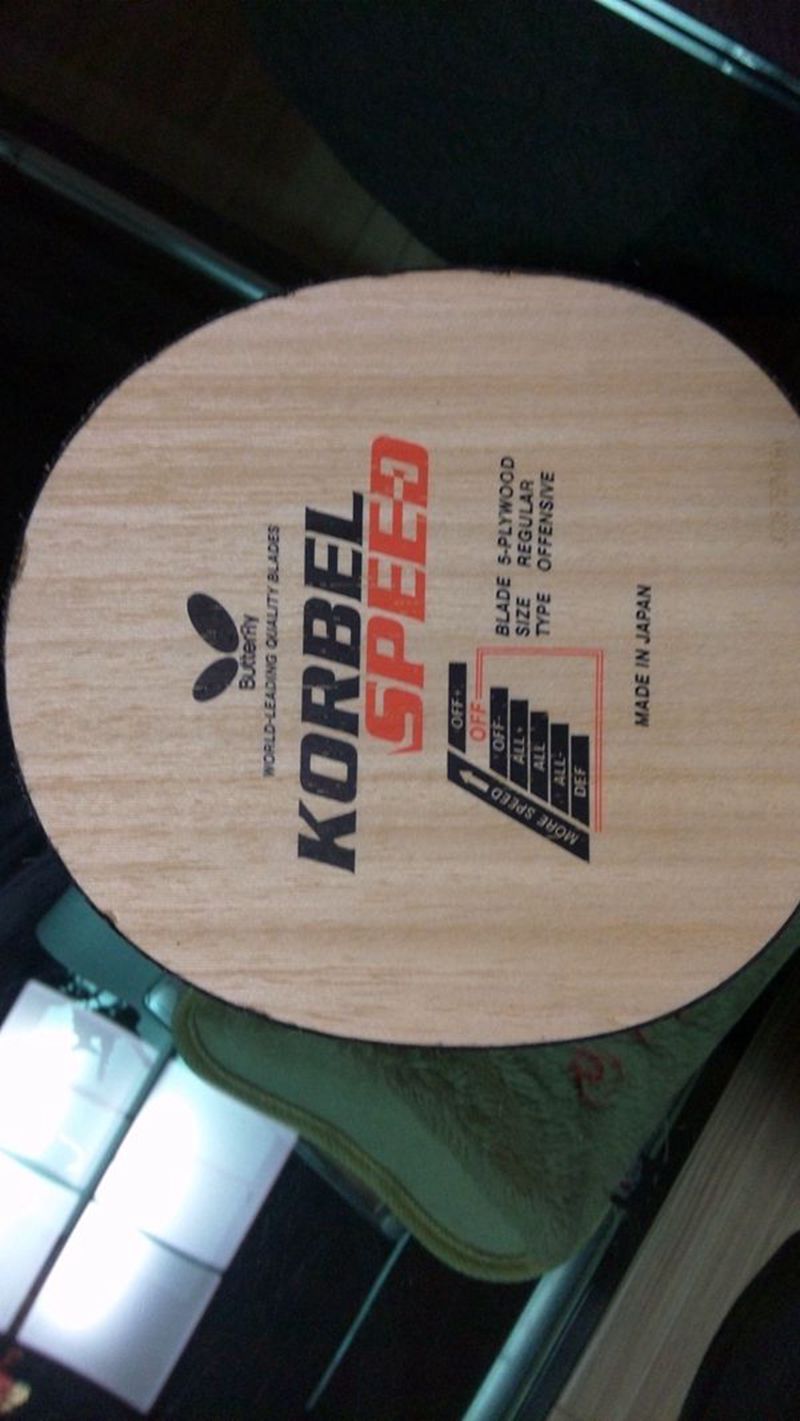 Butterfly
WORLD-LEADING QUALITY BLADES
KORBEL
SPEED
OFF+
OFF
OFF-
ALL+
ALL
ALL-
DEF
MORE SPEED
BLADE 5-PLYWOOD
SIZE REGULAR
TYPE OFFENSIVE
MADE IN JAPAN